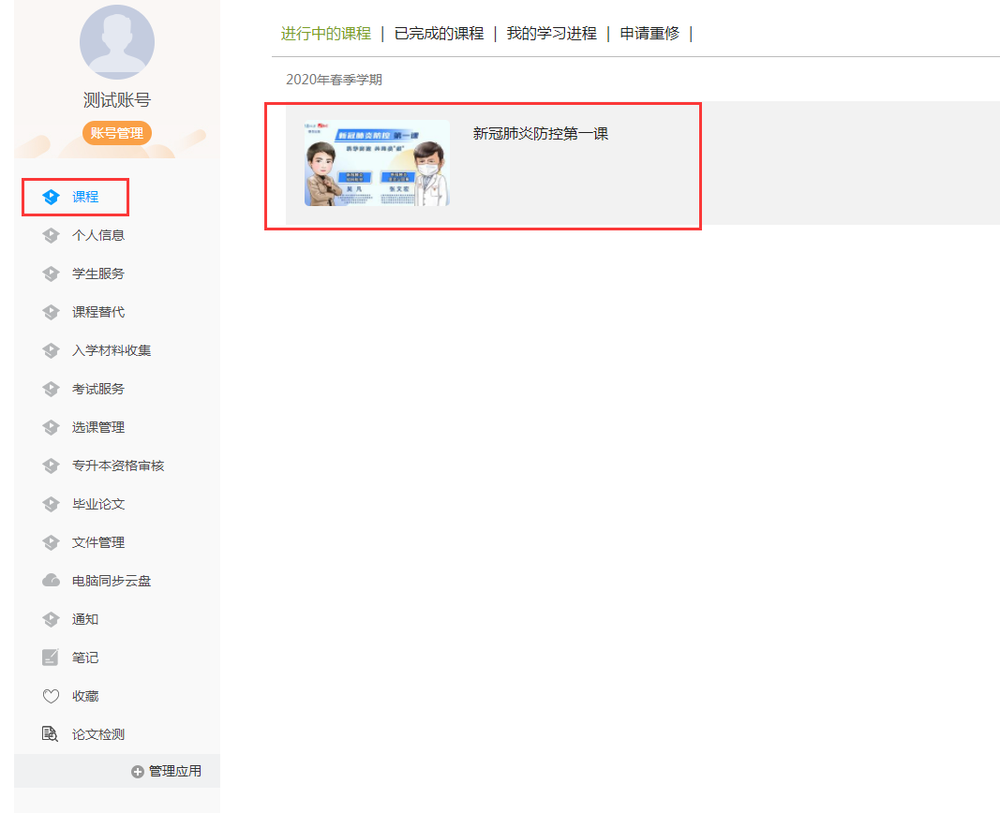 测试账号
账号管理
课程
个人信息
学生服务
课程替代
入学材料收集
考试服务
选课管理
专升本资格审核
毕业论文
文件管理
电脑同步云盘
通知
笔记
收藏
论文检测
管理应用
进行中的课程 | 已完成的课程 | 我的学习进程 | 申请重修 |
2020年春季学期
新冠肺炎防控第一课
吴 凡
张文宏
新冠肺炎防控第一课